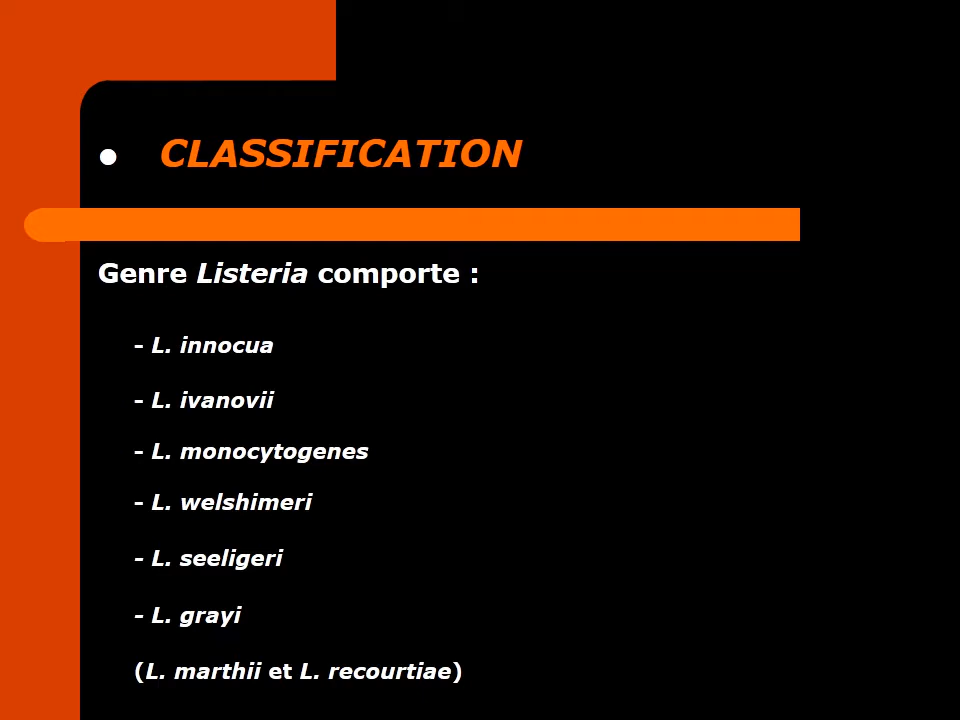 ● CLASSIFICATION
Genre Listeria comporte :
- L. innocua
- L. ivanovii
- L. monocytogenes
- L. welshimeri
- L. seeligeri
- L. grayi
(L. marthii et L. recourtiae)